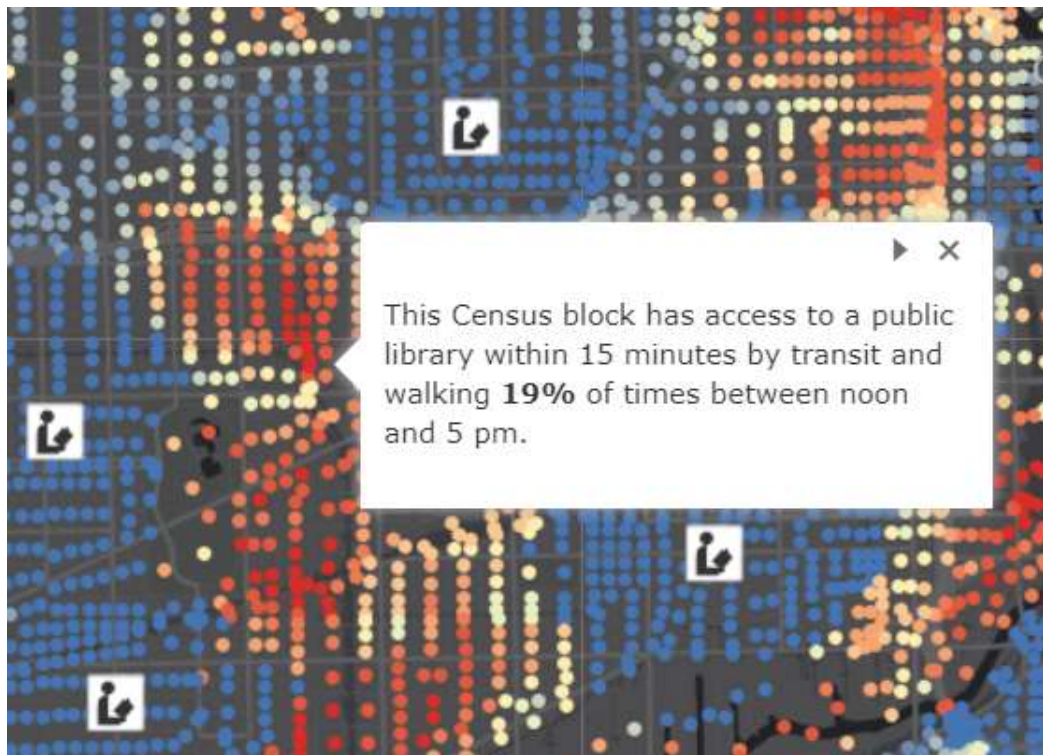 This Census block has access to a public
library within 15 minutes by transit and
walking 19% of times between noon
and 5 pm.